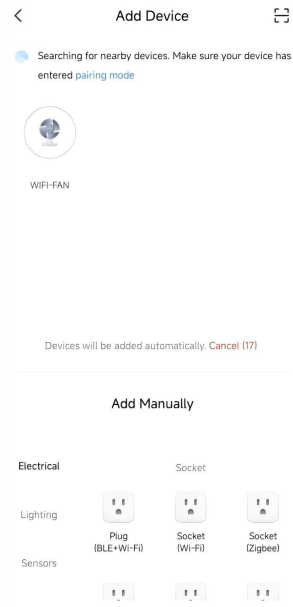 Add Device
Searching for nearby devices. Make sure your device has
entered pairing mode
WIFI-FAN
Devices will be added automatically. Cancel (17)
Add Manually
Electrical
Socket
Lighting
Plug
(BLE+Wi-Fi)
Socket
(Wi-Fi)
Socket
(Zigbee)
Sensors